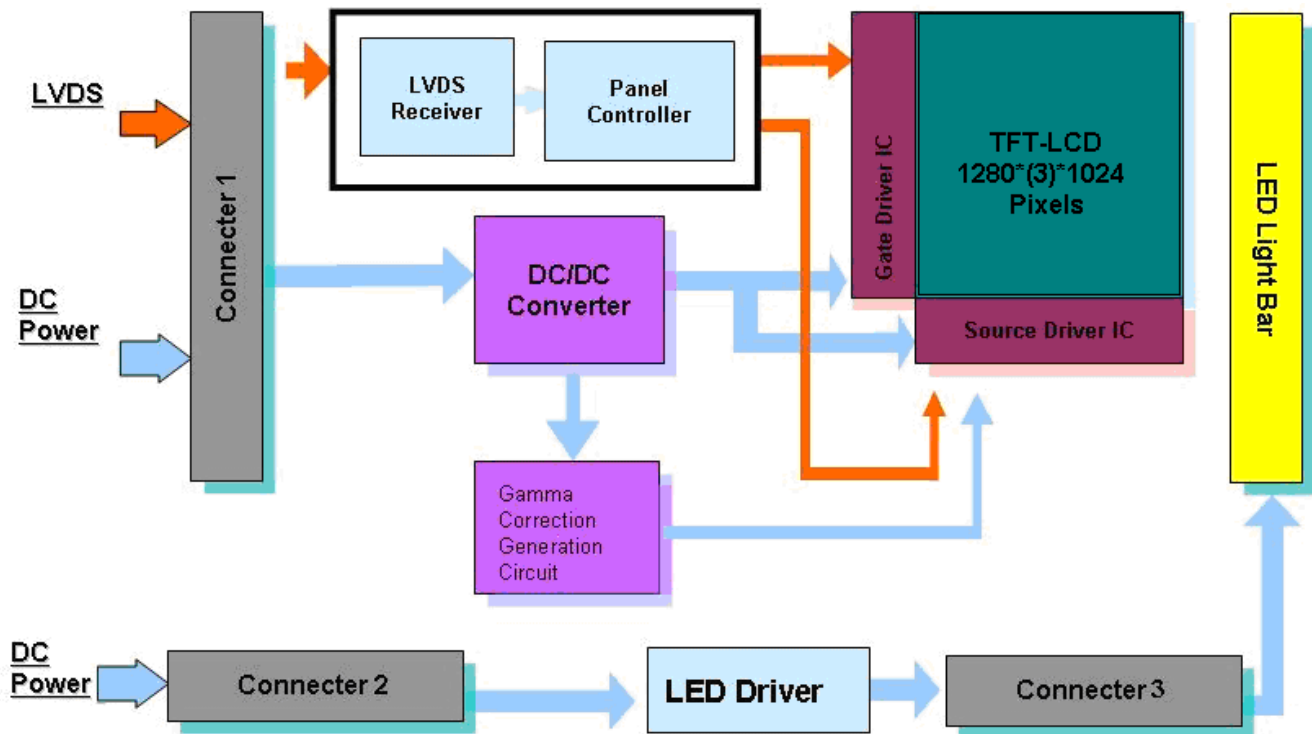 LVDS
DC
Power
Connecter 1
LVDS
Receiver
Panel
Controller
DC/DC
Converter
Gamma
Correction
Generation
Circuit
Gate Driver IC
TFT-LCD
1280*(3)*1024
Pixels
Source Driver IC
LED Light Bar
DC
Power
Connecter 2
LED Driver
Connecter 3